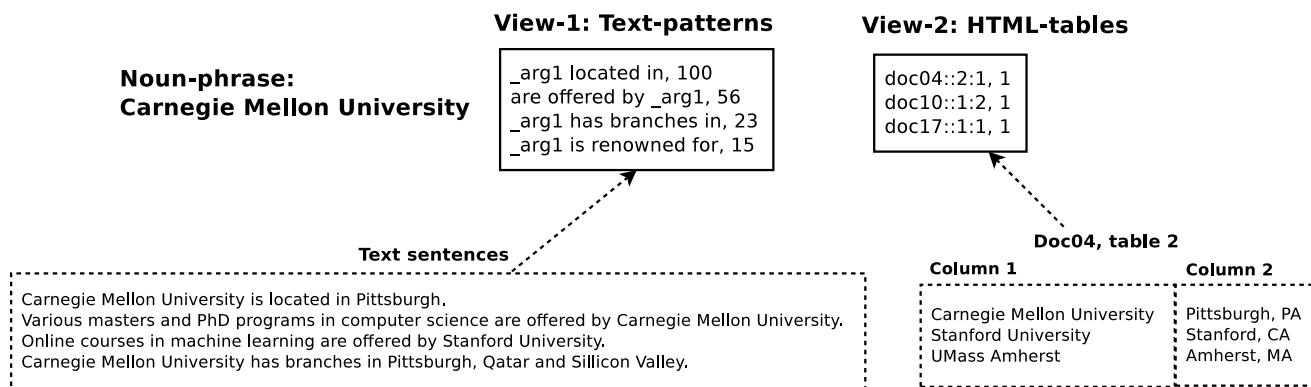 View-1: Text-patterns
View-2: HTML-tables
Noun-phrase:
Carnegie Mellon University
_arg1 located in, 100
are offered by _arg1, 56
_arg1 has branches in, 23
_arg1 is renowned for, 15
doc04::2:1, 1
doc10::1:2, 1
doc17::1:1, 1
Text sentences
Carnegie Mellon University is located in Pittsburgh.
Various masters and PhD programs in computer science are offered by Carnegie Mellon University.
Online courses in machine learning are offered by Stanford University.
Carnegie Mellon University has branches in Pittsburgh, Qatar and Sillicon Valley.
Doc04, table 2
Column 1
Carnegie Mellon University
Stanford University
UMass Amherst
Column 2
Pittsburgh, PA
Stanford, CA
Amherst, MA